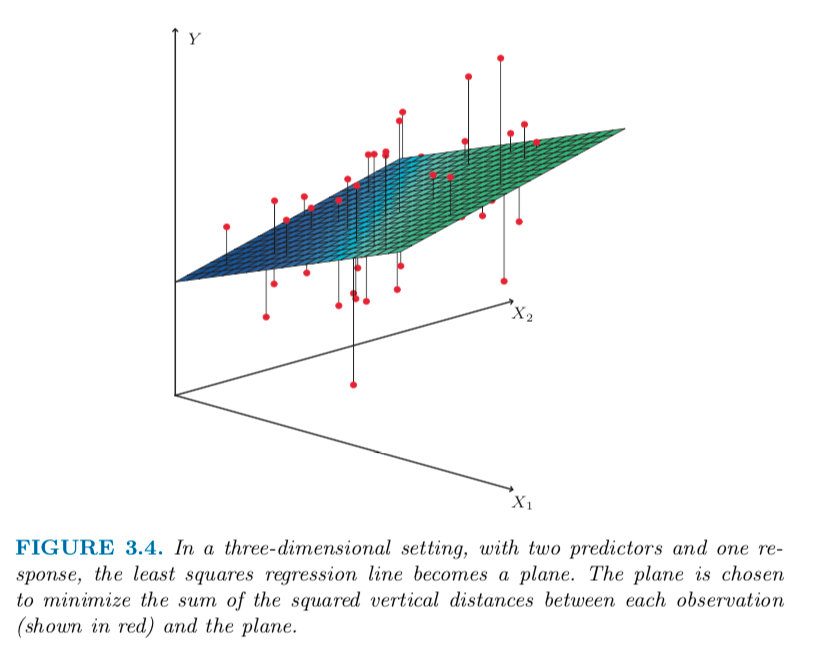 Y
X2
X1
FIGURE 3.4. In a three-dimensional setting, with two predictors and one re-
sponse, the least squares regression line becomes a plane. The plane is chosen
to minimize the sum of the squared vertical distances between each observation
(shown in red) and the plane.